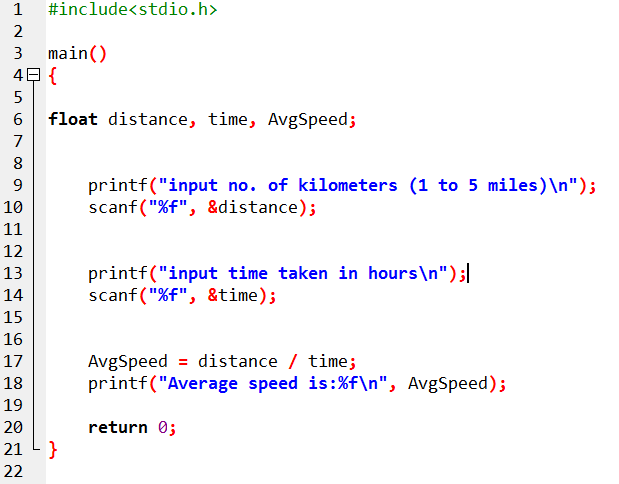 1 #include<stdio.h>
2
3 main()
4 {
5
6 float distance, time, AvgSpeed;
7
8
9 printf("input no. of kilometers (1 to 5 miles)\n");
10 scanf("%f", &distance);
11
12
13 printf("input time taken in hours\n");
14 scanf("%f", &time);
15
16
17 AvgSpeed = distance / time;
18 printf("Average speed is:%f\n", AvgSpeed);
19
20 return 0;
21 }
22